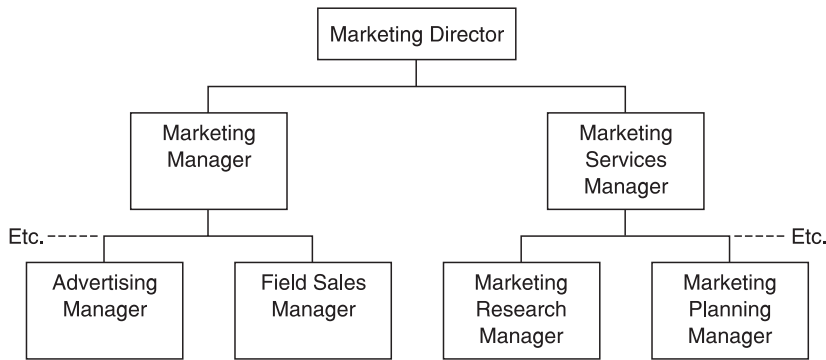 Marketing Director
Marketing
Manager
Marketing
Services
Manager
Etc.
Etc.
Advertising
Manager
Field Sales
Manager
Marketing
Research
Manager
Marketing
Planning
Manager